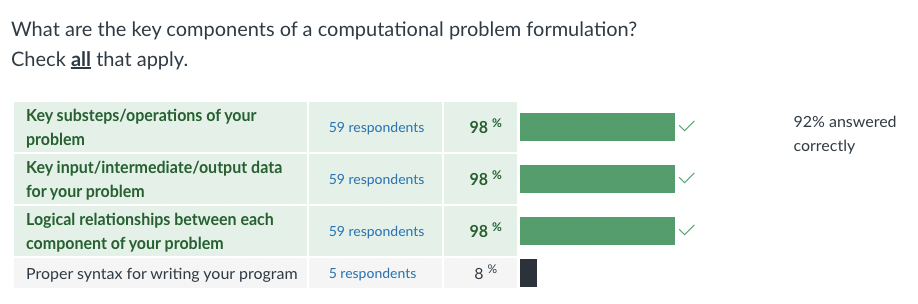 What are the key components of a computational problem formulation?
Check all that apply.
Key substeps/operations of your
problem
59 respondents
98 %
92% answered
correctly
Key input/intermediate/output data
for your problem
59 respondents
98 %
Logical relationships between each
component of your problem
59 respondents
98 %
Proper syntax for writing your program
5 respondents
8 %